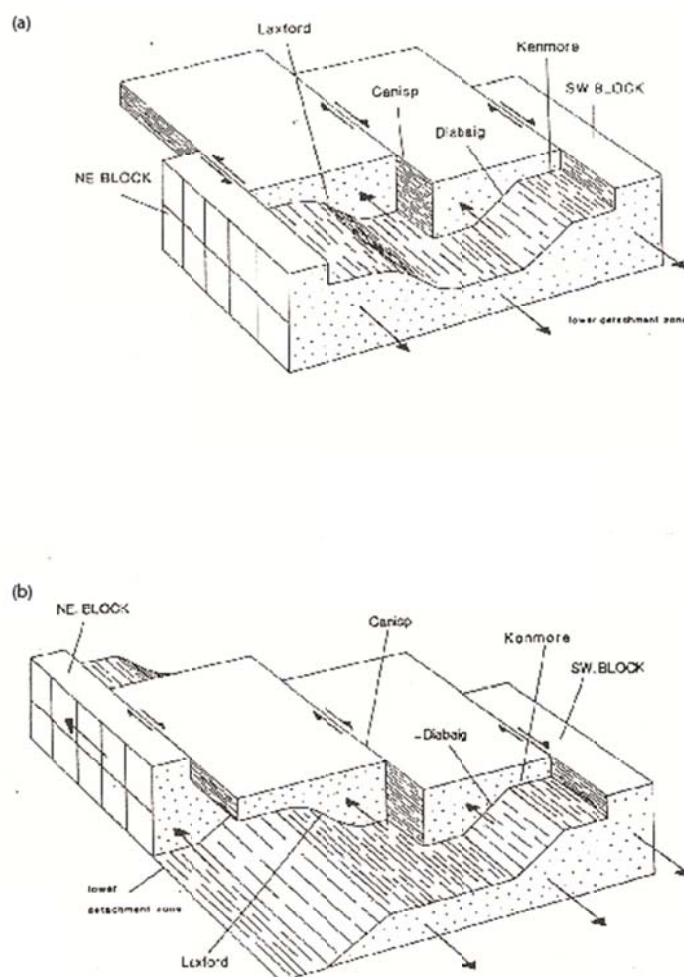 (a)
Laxford
Kenmore
Canisp
SW. BLOCK
Diabaig
NE BLOCK
lower detachment zone
(b)
NE. BLOCK
Canisp
Kenmore
SW. BLOCK
Diabaig
lower
detachment zone
Laxford